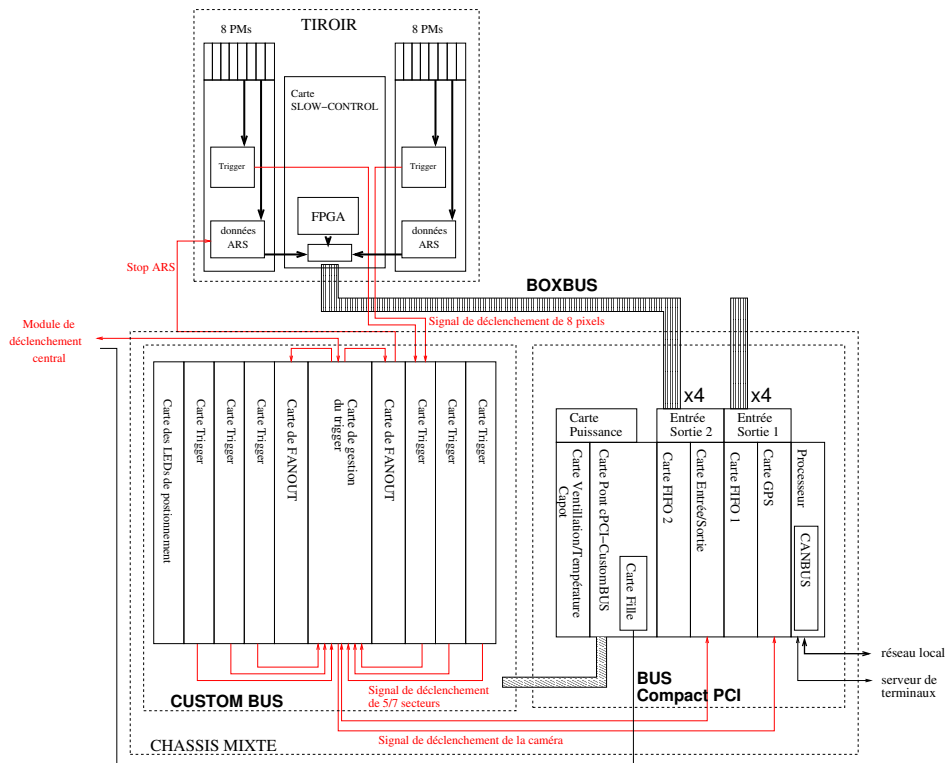 TIROIR
8 PMs
8 PMs
Carte
SLOW-CONTROL
Trigger
Trigger
FPGA
données
ARS
données
ARS
Stop ARS
BOXBUS
Signal de déclenchement de 8 pixels
Module de
déclenchement
central
x4
x4
Carte des LEDs de postionnement
Carte Trigger
Carte Trigger
Carte Trigger
Carte de FANOUT
Carte de gestion
du trigger
Carte de FANOUT
Carte Trigger
Carte Trigger
Carte Trigger
Carte
Puissance
Entrée
Sortie 2
Entrée
Sortie 1
Carte Ventillation/Température
Capot
Carte Pont cPCI-CustomBUS
Carte Fille
Carte FIFO 2
Carte Entrée/Sortie
Carte FIFO 1
Carte GPS
Processeur
CANBUS
réseau local
serveur de
terminaux
Signal de déclenchement
de 5/7 secteurs
CUSTOM BUS
BUS
Compact PCI
Signal de déclenchement de la caméra
CHASSIS MIXTE